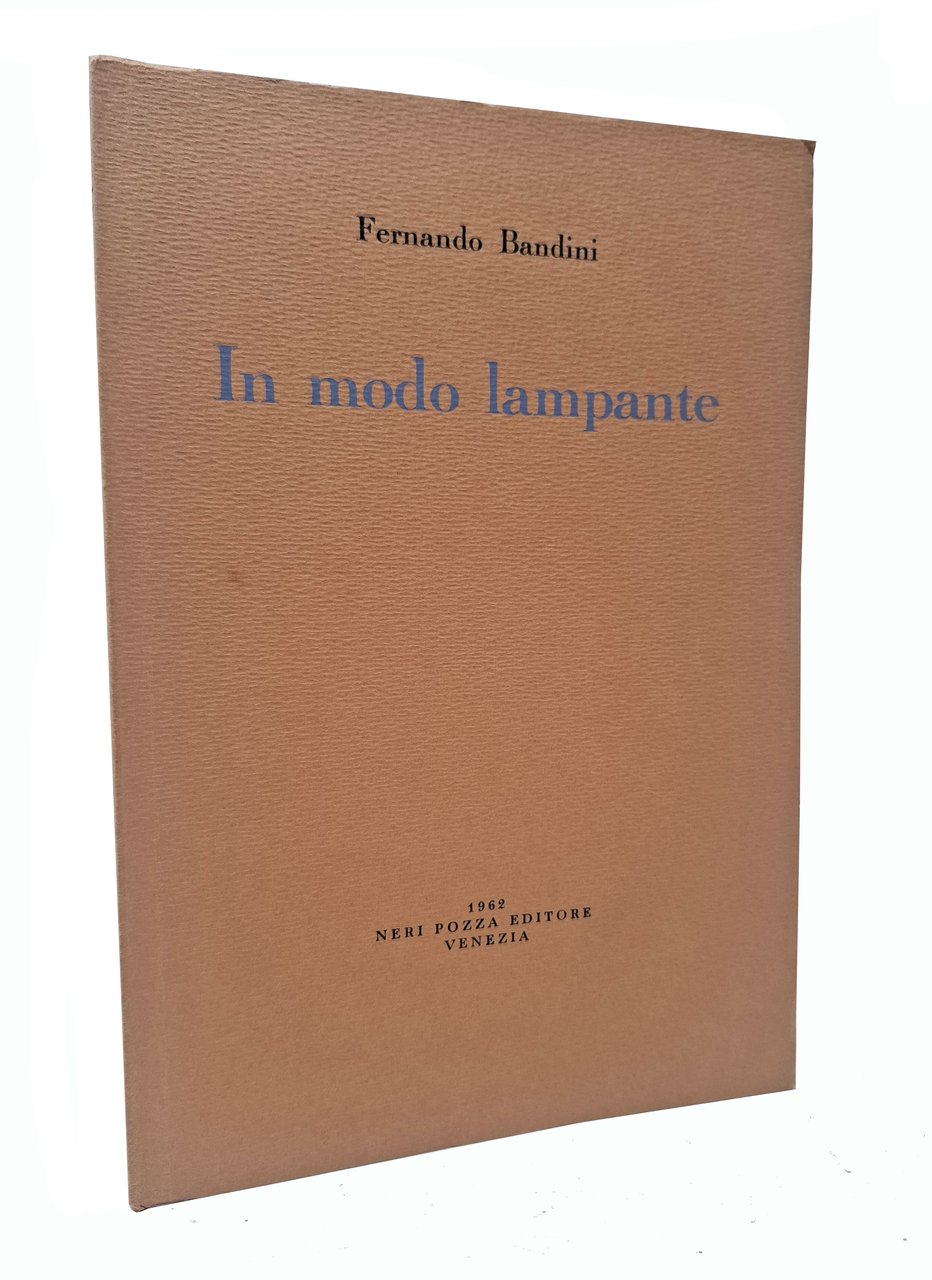 Fernando Bandini
In modo lampante
1962
NERI POZZA EDITORE
VENEZIA